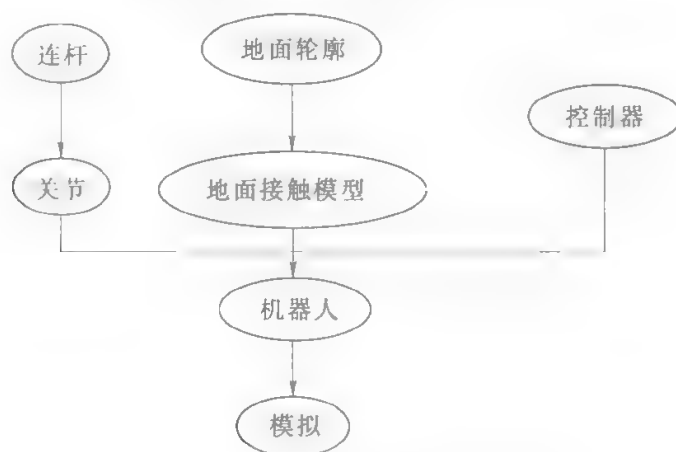 连杆
地面轮廓
控制器
关节
地面接触模型
机器人
模拟